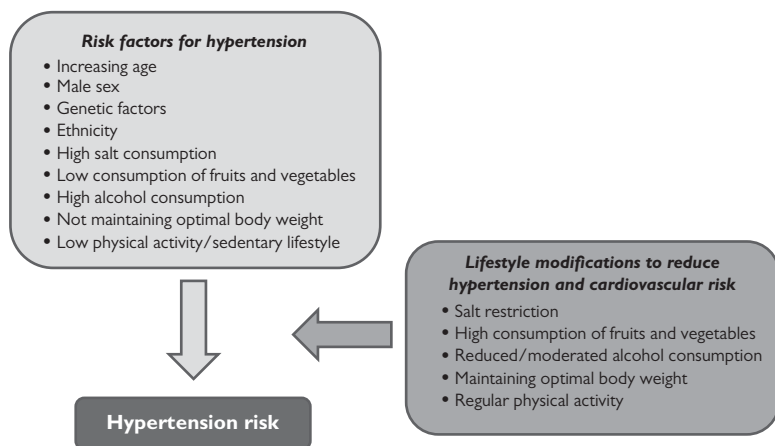 Risk factors for hypertension
• Increasing age
• Male sex
• Genetic factors
• Ethnicity
• High salt consumption
• Low consumption of fruits and vegetables
• High alcohol consumption
• Not maintaining optimal body weight
• Low physical activity/sedentary lifestyle
Lifestyle modifications to reduce
hypertension and cardiovascular risk
• Salt restriction
• High consumption of fruits and vegetables
• Reduced/moderated alcohol consumption
• Maintaining optimal body weight
• Regular physical activity
Hypertension risk